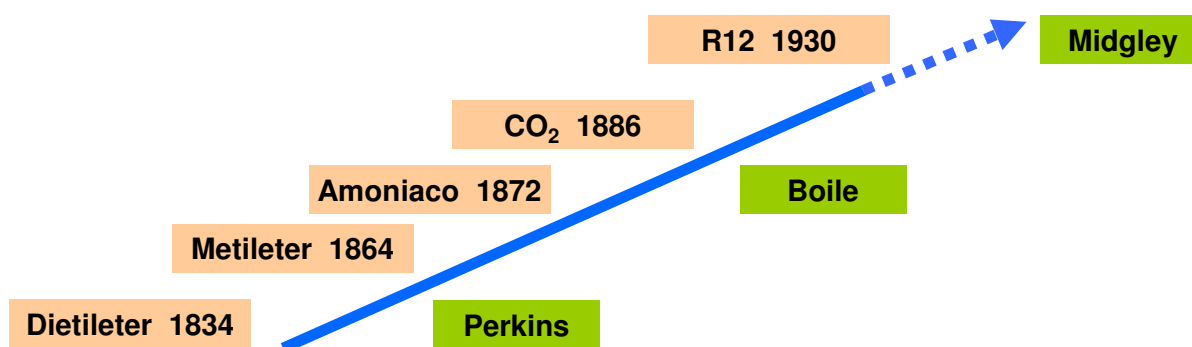 R12 1930
Midgley
CO₂ 1886
Amoniaco 1872
Boile
Metileter 1864
Dietileter 1834
Perkins